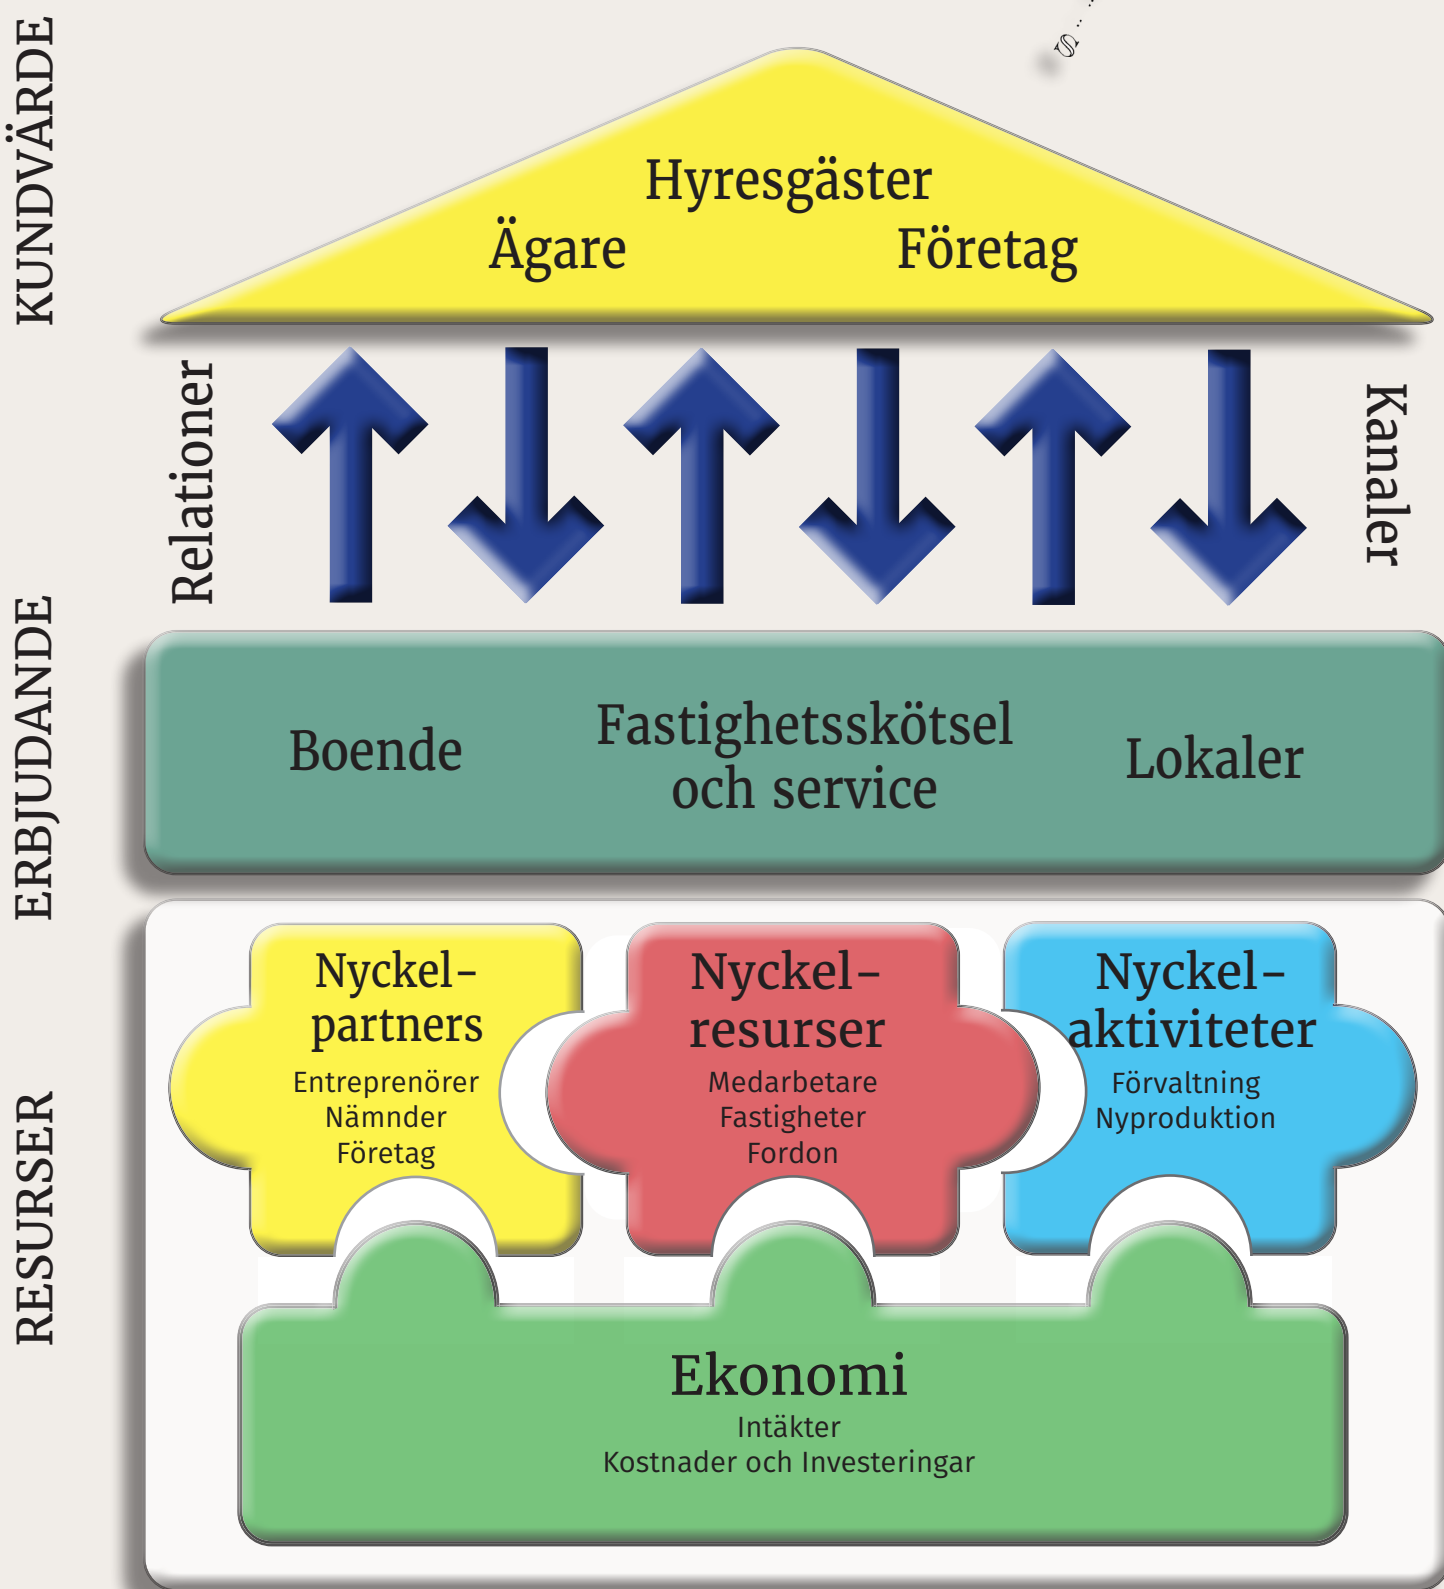 KUNDVÄRDE
Hyresgäster
Ägare
Företag
Relationer
Kanaler
ERBJUDANDE
Boende
Fastighetsskötsel
och service
Lokaler
RESURSER
Nyckel-
partners
Entreprenörer
Nämnder
Företag
Nyckel-
resurser
Medarbetare
Fastigheter
Fordon
Nyckel-
aktiviteter
Förvaltning
Nyproduktion
Ekonomi
Intäkter
Kostnader och Investeringar